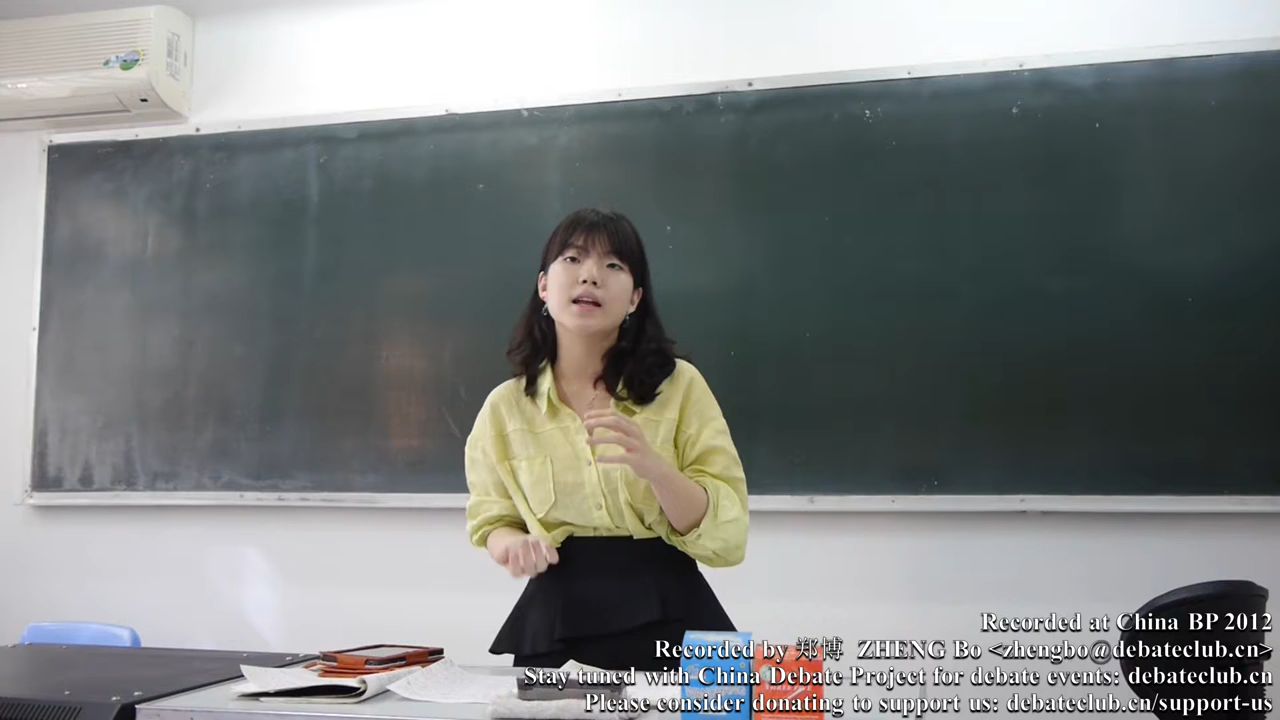 Recorded at China BP 2012
Recorded by 郑博 ZHENG Bo <zhengbo@debateclub.cn>
Stay tuned with China Debate Project for debate events: debateclub.cn
Please consider donating to support us: debateclub.cn/support-us